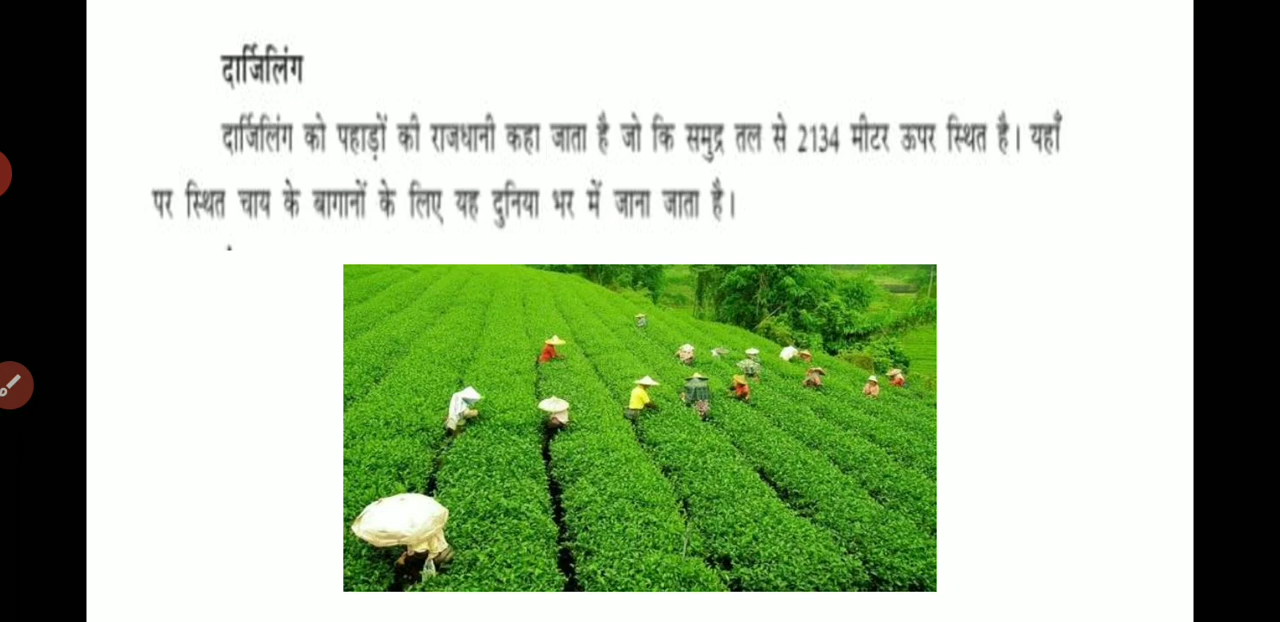 दार्जिलिंग
दार्जिलिंग को पहाड़ों की राजधानी कहा जाता है जो कि समुद्र तल से 2134 मीटर ऊपर स्थित है। यहाँ
पर स्थित चाय के बागानों के लिए यह दुनिया भर में जाना जाता है।